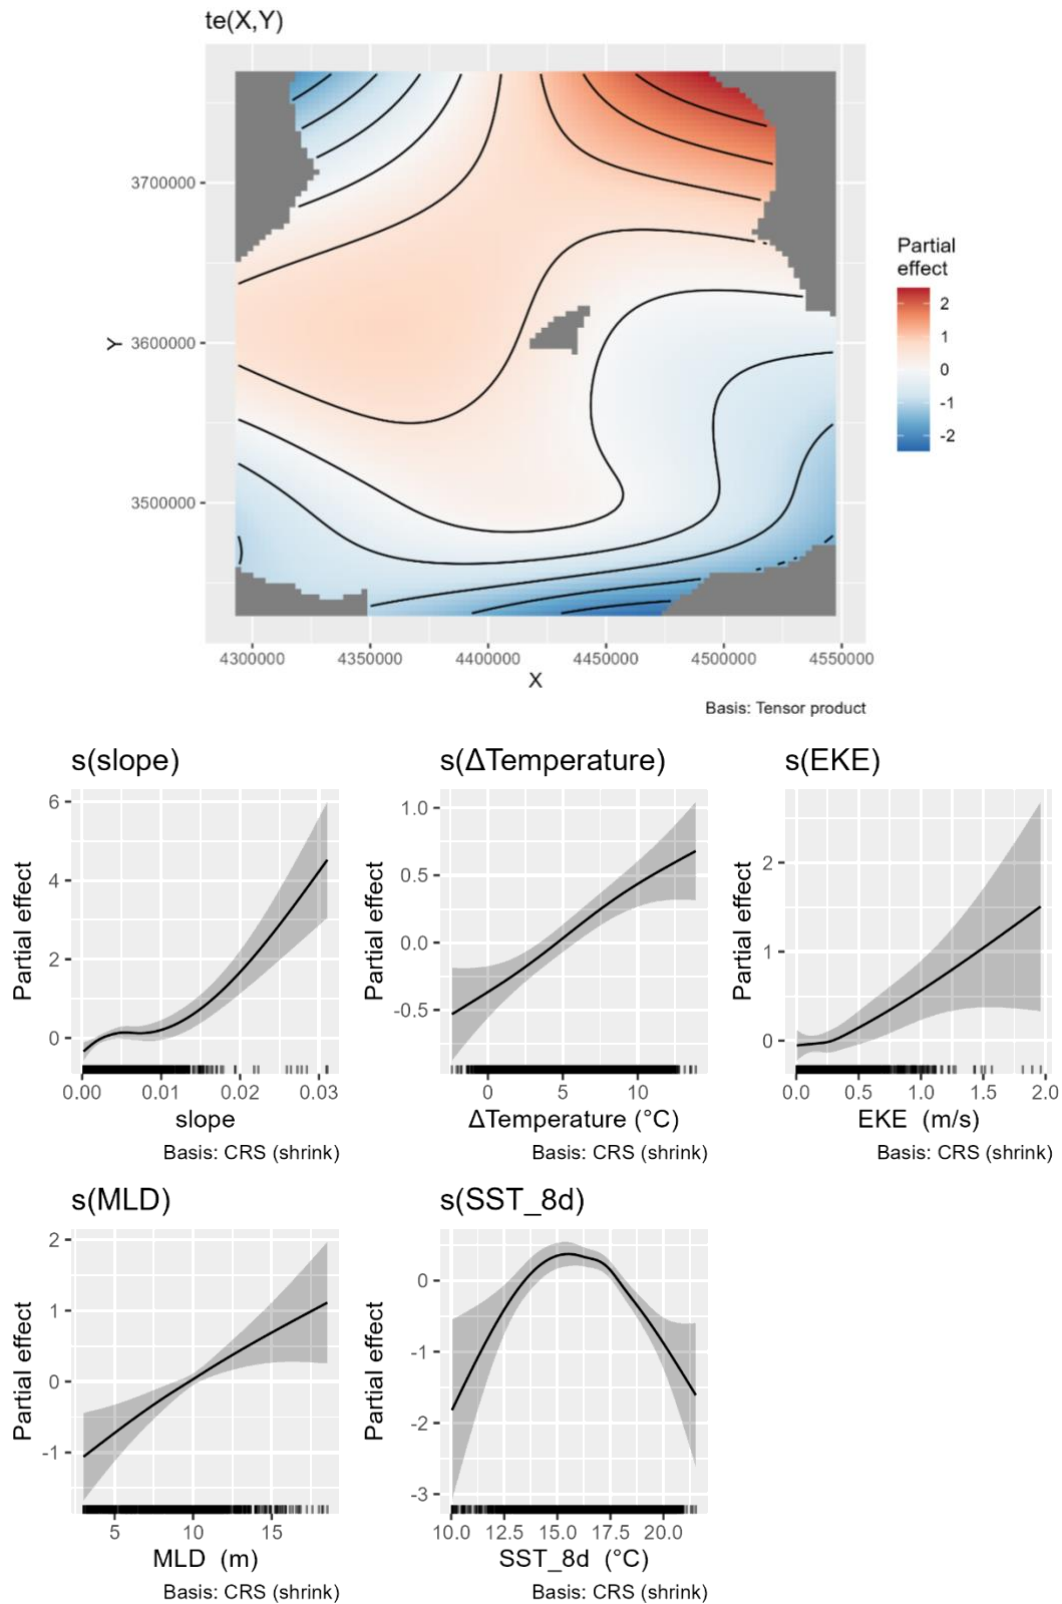 te(X,Y)
3700000
3600000
3500000
Y
4300000 4350000 4400000 4450000 4500000 4550000
X
Basis: Tensor product
Partial
effect
2
1
0
-1
-2
s(slope)
6
4
2
0
Partial effect
0.00 0.01 0.02 0.03
slope
Basis: CRS (shrink)
s(ΔTemperature)
1.0
0.5
0.0
-0.5
Partial effect
0 5 10
ΔTemperature (°C)
Basis: CRS (shrink)
s(EKE)
2
1
0
Partial effect
0.0 0.5 1.0 1.5 2.0
EKE (m/s)
Basis: CRS (shrink)
s(MLD)
2
1
0
-1
Partial effect
5 10 15
MLD (m)
Basis: CRS (shrink)
s(SST_8d)
0
-1
-2
-3
Partial effect
10.0 12.5 15.0 17.5 20.0
SST_8d (°C)
Basis: CRS (shrink)